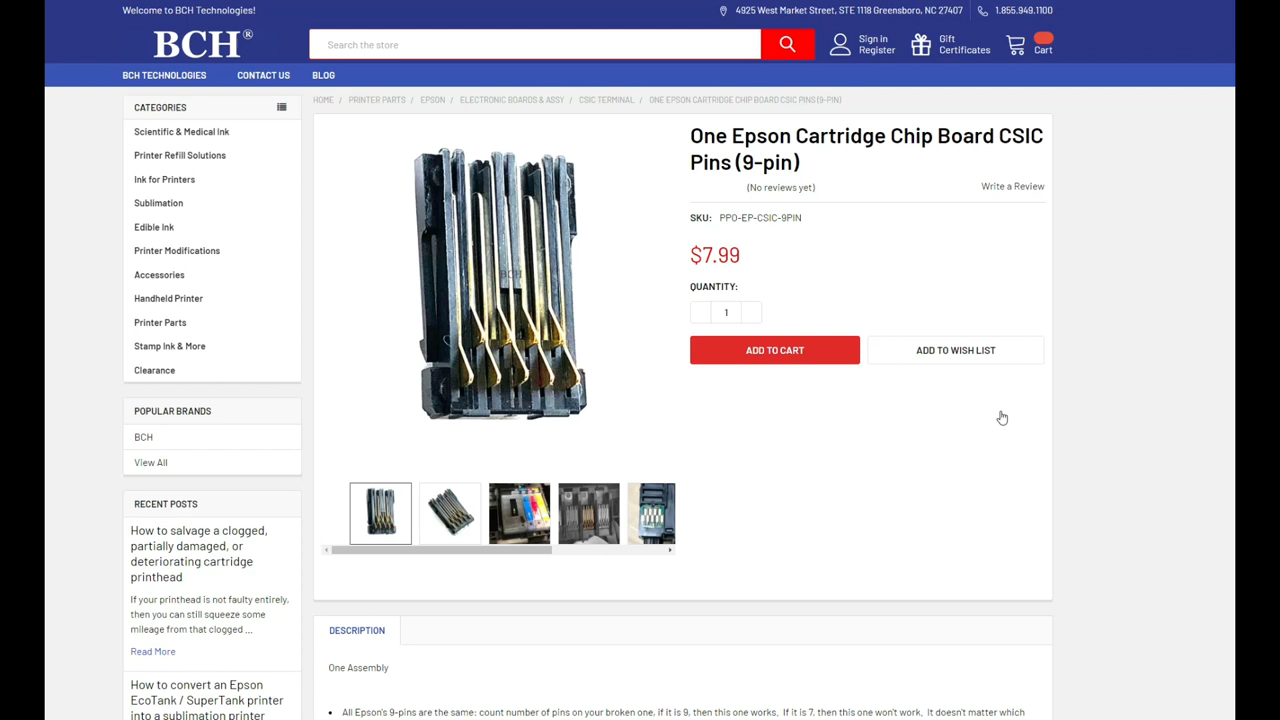 Welcome to BCH Technologies!
4925 West Market Street, STE 1118 Greensboro, NC 27407
1.855.949.1100
BCH®
Search the store
Sign in
Register
Gift
Certificates
Cart
BCH TECHNOLOGIES
CONTACT US
BLOG
CATEGORIES
Scientific & Medical Ink
Printer Refill Solutions
Ink for Printers
Sublimation
Edible Ink
Printer Modifications
Accessories
Handheld Printer
Printer Parts
Stamp Ink & More
Clearance
POPULAR BRANDS
BCH
View All
RECENT POSTS
How to salvage a clogged,
partially damaged, or
deteriorating cartridge
printhead
If your printhead is not faulty entirely,
then you can still squeeze some
mileage from that clogged ...
Read More
How to convert an Epson
EcoTank / SuperTank printer
into a sublimation printer
HOME / PRINTER PARTS / EPSON / ELECTRONIC BOARDS & ASSY / CSIC TERMINAL / ONE EPSON CARTRIDGE CHIP BOARD CSIC PINS (9-PIN)
BCH
One Epson Cartridge Chip Board CSIC
Pins (9-pin)
(No reviews yet)
Write a Review
SKU: PPO-EP-CSIC-9PIN
$7.99
QUANTITY:
1
ADD TO CART
ADD TO WISH LIST
DESCRIPTION
One Assembly
• All Epson's 9-pins are the same: count number of pins on your broken one, if it is 9, then this one works. If it is 7, then this one won't work. It doesn't matter which